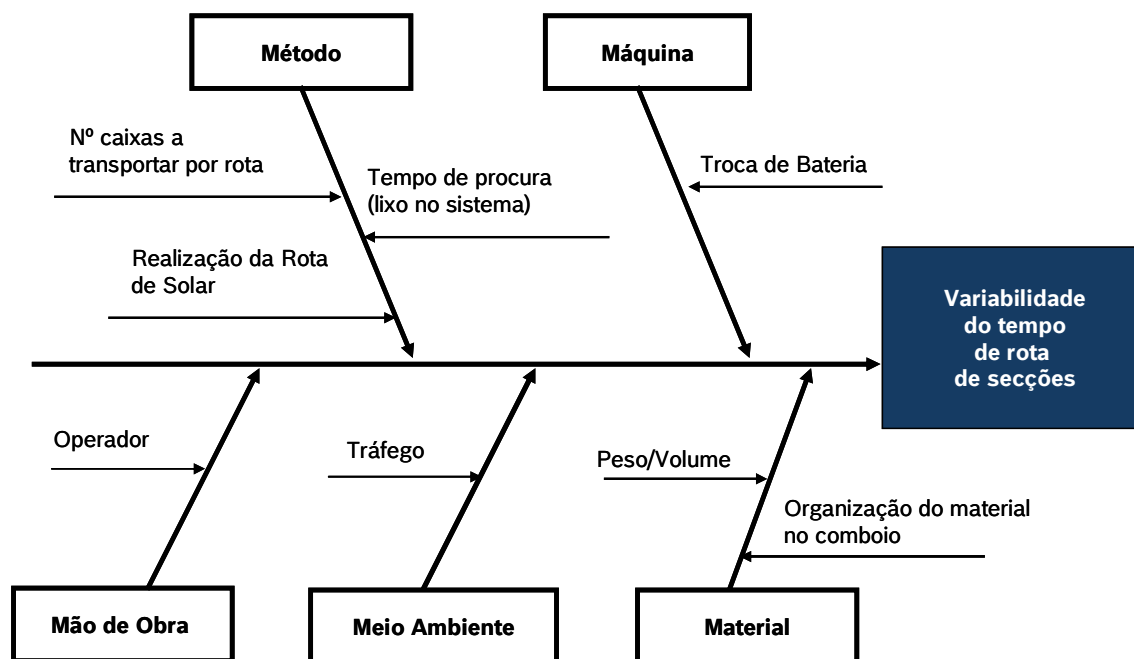 Método
Máquina
Nº caixas a
transportar por rota
Tempo de procura
(lixo no sistema)
Troca de Bateria
Realização da Rota
de Solar
Variabilidade
do tempo
de rota
de secções
Operador
Tráfego
Peso/Volume
Organização do material
no comboio
Mão de Obra
Meio Ambiente
Material